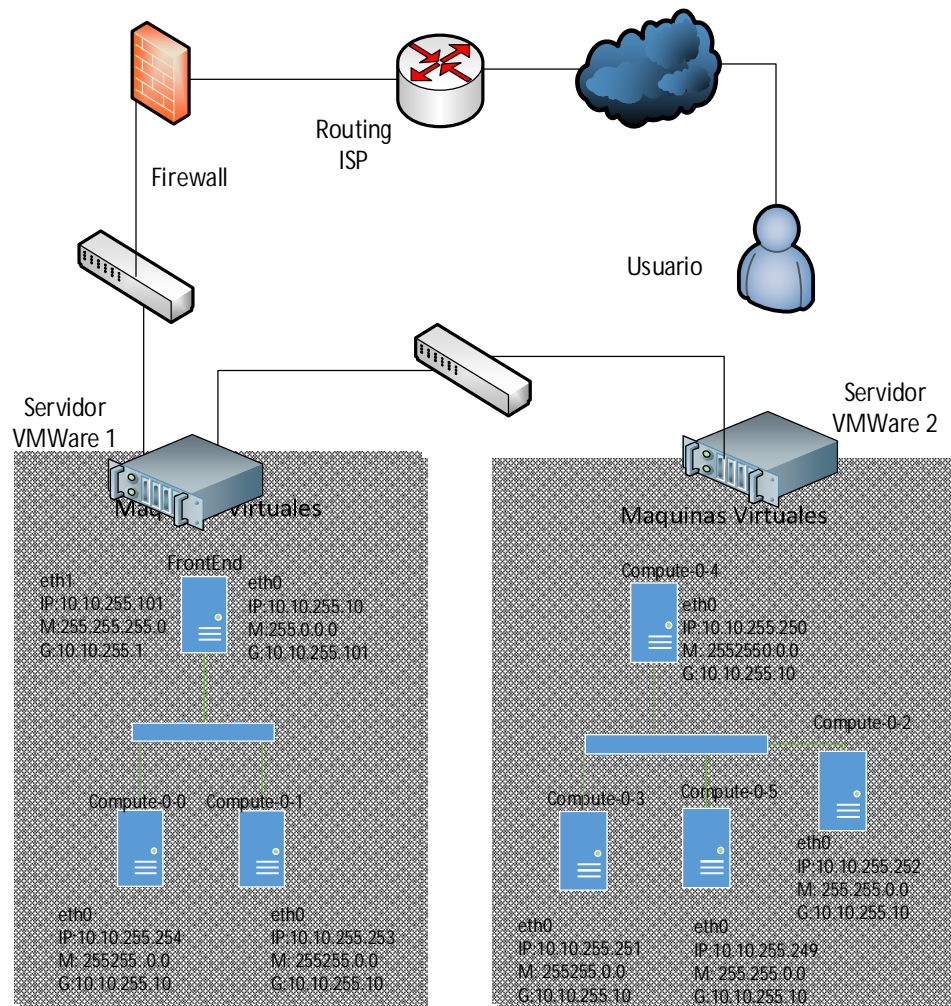 Routing
ISP
Firewall
Usuario
Servidor
VMWare 1
Servidor
VMWare 2
Maquinas Virtuales
FrontEnd
eth1
IP:10.10.255.101
M:255.255.255.0
G:10.10.255.1
eth0
IP:10.10.255.10
M:255.0.0.0
G:10.10.255.101
Compute-0-0
Compute-0-1
eth0
IP:10.10.255.254
M: 255255 .0.0
G:10.10.255.10
eth0
IP:10.10.255.253
M: 255255.0.0
G:10.10.255.10
Maquinas Virtuales
Compute-0-4
eth0
IP:10.10.255.250
M: 2552550.0.0
G:10.10.255.10
Compute-0-2
Compute-0-3
Compute-0-5
eth0
IP:10.10.255.252
M: 255.255.0.0
G:10.10.255.10
eth0
IP:10.10.255.251
M: 255255.0.0
G:10.10.255.10
eth0
IP:10.10.255.249
M: 255.255.0.0
G:10.10.255.10